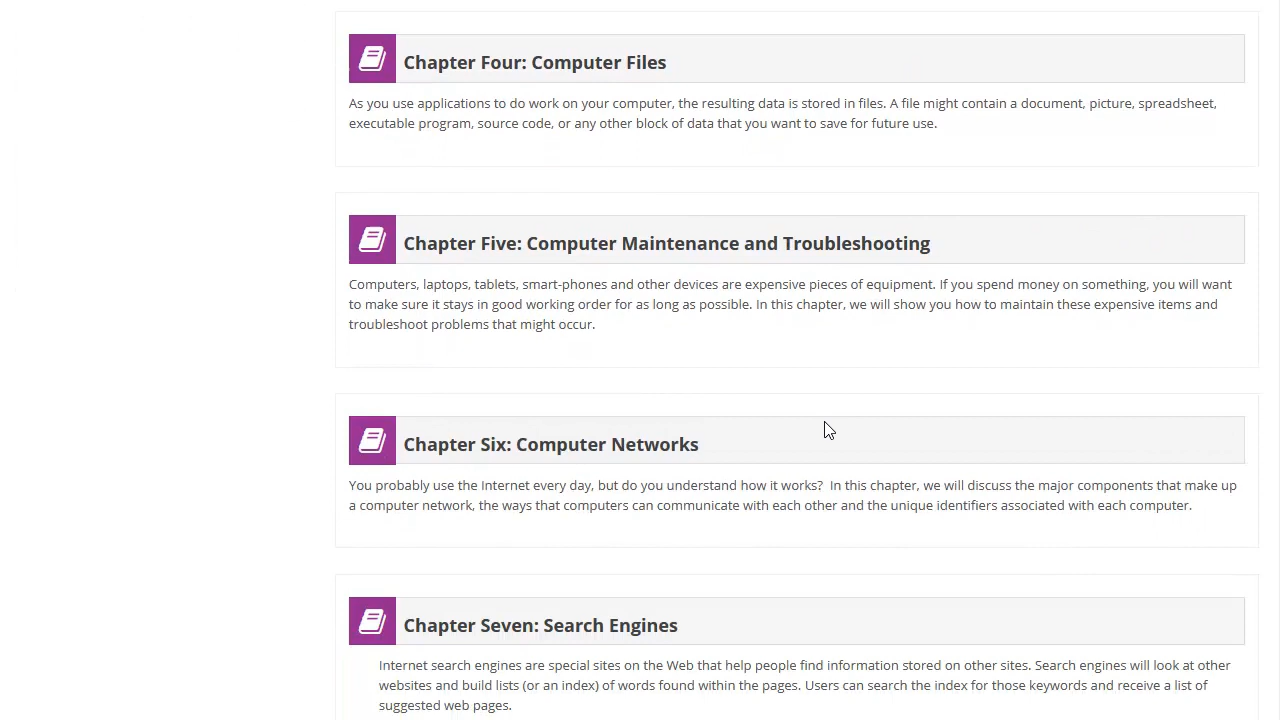 Chapter Four: Computer Files
As you use applications to do work on your computer, the resulting data is stored in files. A file might contain a document, picture, spreadsheet,
executable program, source code, or any other block of data that you want to save for future use.
Chapter Five: Computer Maintenance and Troubleshooting
Computers, laptops, tablets, smart-phones and other devices are expensive pieces of equipment. If you spend money on something, you will want
to make sure it stays in good working order for as long as possible. In this chapter, we will show you how to maintain these expensive items and
troubleshoot problems that might occur.
Chapter Six: Computer Networks
You probably use the Internet every day, but do you understand how it works?  In this chapter, we will discuss the major components that make up
a computer network, the ways that computers can communicate with each other and the unique identifiers associated with each computer.
Chapter Seven: Search Engines
Internet search engines are special sites on the Web that help people find information stored on other sites. Search engines will look at other
websites and build lists (or an index) of words found within the pages. Users can search the index for those keywords and receive a list of
suggested web pages.